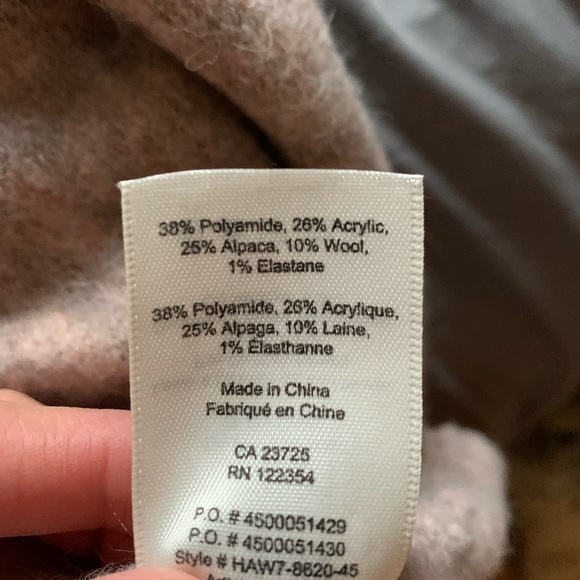 38% Polyamide, 26% Acrylic,
25% Alpaca, 10% Wool,
1% Elastane
38% Polyamide, 26% Acrylique,
25% Alpaga, 10% Laine,
1% Élasthanne
Made in China
Fabriqué en Chine
CA 23725
RN 122354
P.O. # 4500051429
P.O. # 4500051430
Style # HAW7-8620-45